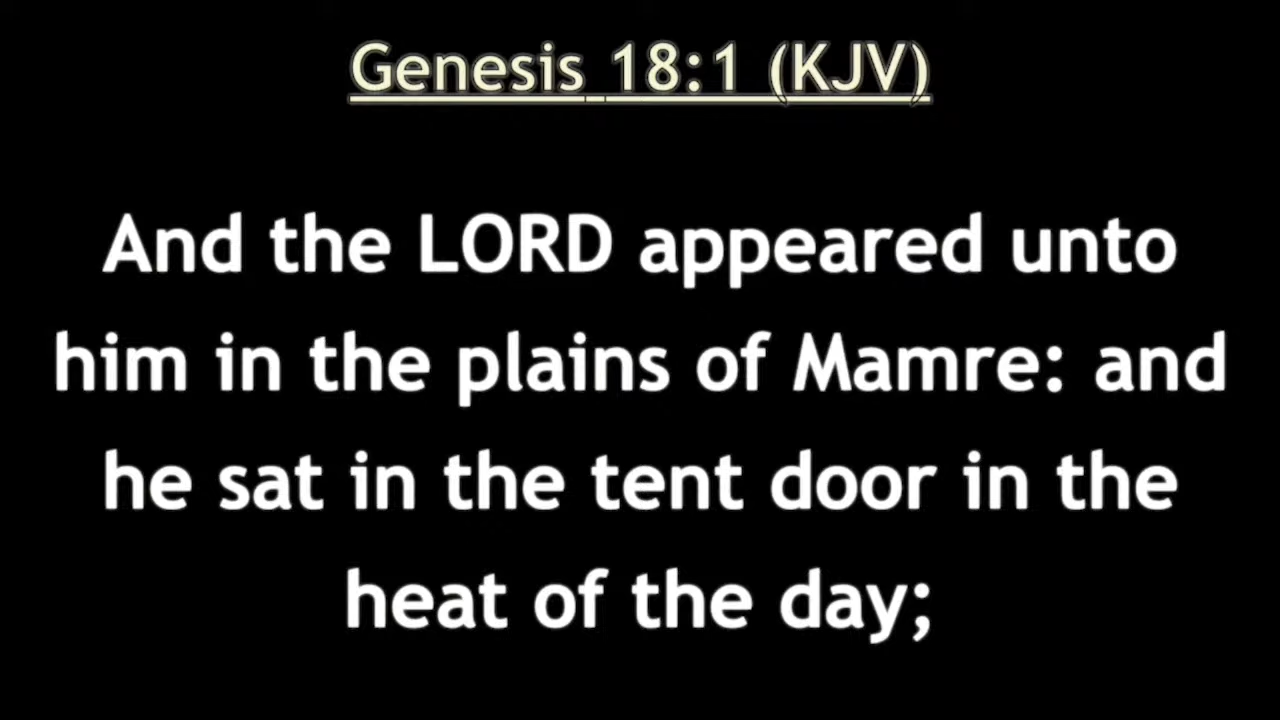 Genesis 18:1 (KJV)
And the LORD appeared unto
him in the plains of Mamre: and
he sat in the tent door in the
heat of the day;